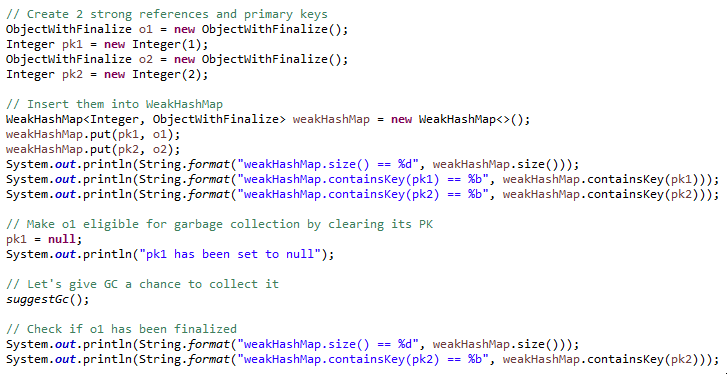 // Create 2 strong references and primary keys
ObjectWithFinalize o1 = new ObjectWithFinalize();
Integer pk1 = new Integer(1);
ObjectWithFinalize o2 = new ObjectWithFinalize();
Integer pk2 = new Integer(2);

// Insert them into WeakHashMap
WeakHashMap<Integer, ObjectWithFinalize> weakHashMap = new WeakHashMap<>();
weakHashMap.put(pk1, o1);
weakHashMap.put(pk2, o2);
System.out.println(String.format("weakHashMap.size() == %d", weakHashMap.size()));
System.out.println(String.format("weakHashMap.containsKey(pk1) == %b", weakHashMap.containsKey(pk1)));
System.out.println(String.format("weakHashMap.containsKey(pk2) == %b", weakHashMap.containsKey(pk2)));

// Make o1 eligible for garbage collection by clearing its PK
pk1 = null;
System.out.println("pk1 has been set to null");

// Let's give GC a chance to collect it
suggestGc();

// Check if o1 has been finalized
System.out.println(String.format("weakHashMap.size() == %d", weakHashMap.size()));
System.out.println(String.format("weakHashMap.containsKey(pk2) == %b", weakHashMap.containsKey(pk2)));